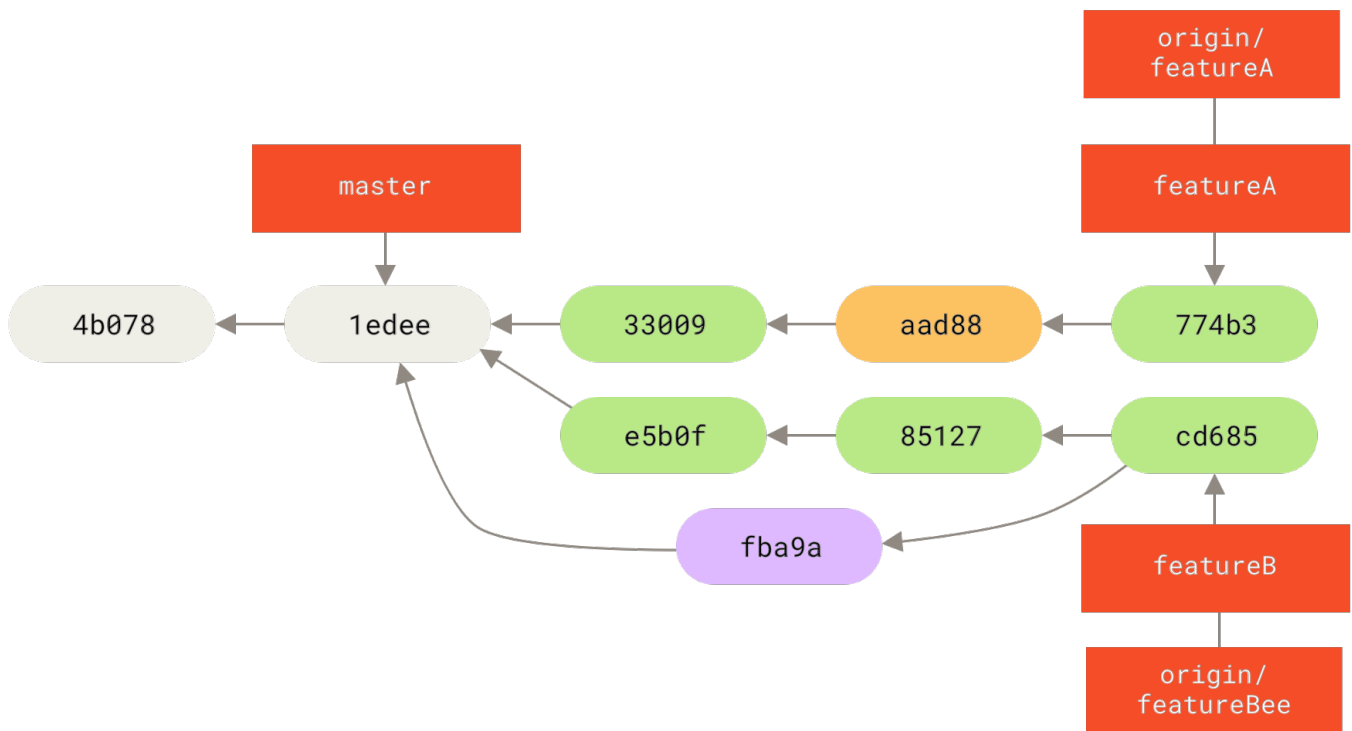 origin/
featureA
master
featureA
4b078
1edee
33009
aad88
774b3
e5b0f
85127
cd685
fba9a
featureB
origin/
featureBee